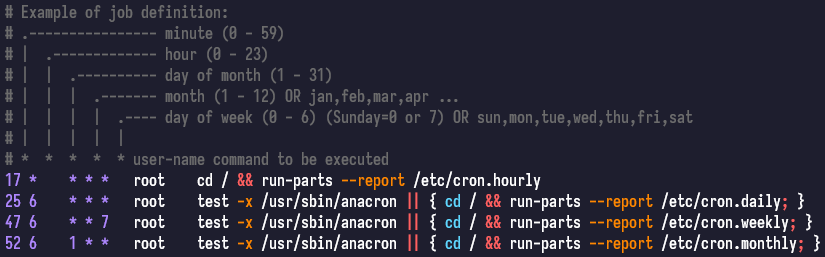 # Example of job definition:
# .---------------- minute (0 - 59)
# |  .------------- hour (0 - 23)
# |  |  .---------- day of month (1 - 31)
# |  |  |  .------- month (1 - 12) OR jan,feb,mar,apr ...
# |  |  |  |  .---- day of week (0 - 6) (Sunday=0 or 7) OR sun,mon,tue,wed,thu,fri,sat
# |  |  |  |  |
# *  *  *  *  * user-name command to be executed
17 *    * * *   root    cd / && run-parts --report /etc/cron.hourly
25 6    * * *   root    test -x /usr/sbin/anacron || { cd / && run-parts --report /etc/cron.daily; }
47 6    * * 7   root    test -x /usr/sbin/anacron || { cd / && run-parts --report /etc/cron.weekly; }
52 6    1 * *   root    test -x /usr/sbin/anacron || { cd / && run-parts --report /etc/cron.monthly; }